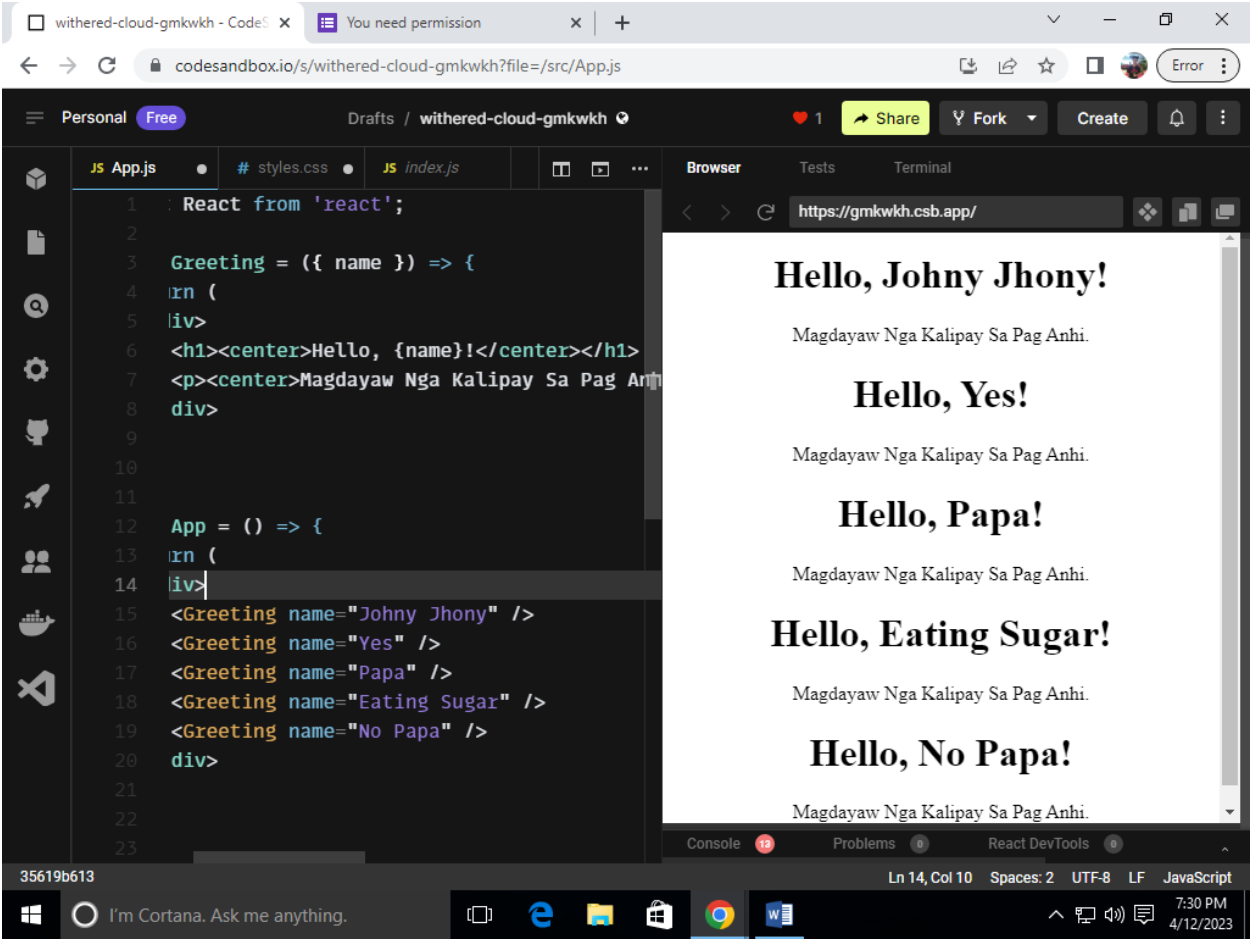 withered-cloud-gmkwkh - CodeS
You need permission
codesandbox.io/s/withered-cloud-gmkwkh?file=/src/App.js
Error
Personal Free
Drafts / withered-cloud-gmkwkh
1
Share
Fork
Create
JS App.js
# styles.css
JS index.js
Browser
Tests
Terminal
https://gmkwkh.csb.app/
1 : React from 'react';
2
3 Greeting = ({ name }) => {
4 rn (
5 iv>
6 <h1><center>Hello, {name}!</center></h1>
7 <p><center>Magdayaw Nga Kalipay Sa Pag Anh
8 div>
9
10
11
12 App = () => {
13 rn (
14 iv>
15 <Greeting name="Johny Jhony" />
16 <Greeting name="Yes" />
17 <Greeting name="Papa" />
18 <Greeting name="Eating Sugar" />
19 <Greeting name="No Papa" />
20 div>
21
22
23
Hello, Johny Jhony!
Magdayaw Nga Kalipay Sa Pag Anhi.
Hello, Yes!
Magdayaw Nga Kalipay Sa Pag Anhi.
Hello, Papa!
Magdayaw Nga Kalipay Sa Pag Anhi.
Hello, Eating Sugar!
Magdayaw Nga Kalipay Sa Pag Anhi.
Hello, No Papa!
Magdayaw Nga Kalipay Sa Pag Anhi.
Console 13
Problems 0
React DevTools 0
35619b613
Ln 14, Col 10 Spaces: 2 UTF-8 LF JavaScript
I'm Cortana. Ask me anything.
7:30 PM
4/12/2023